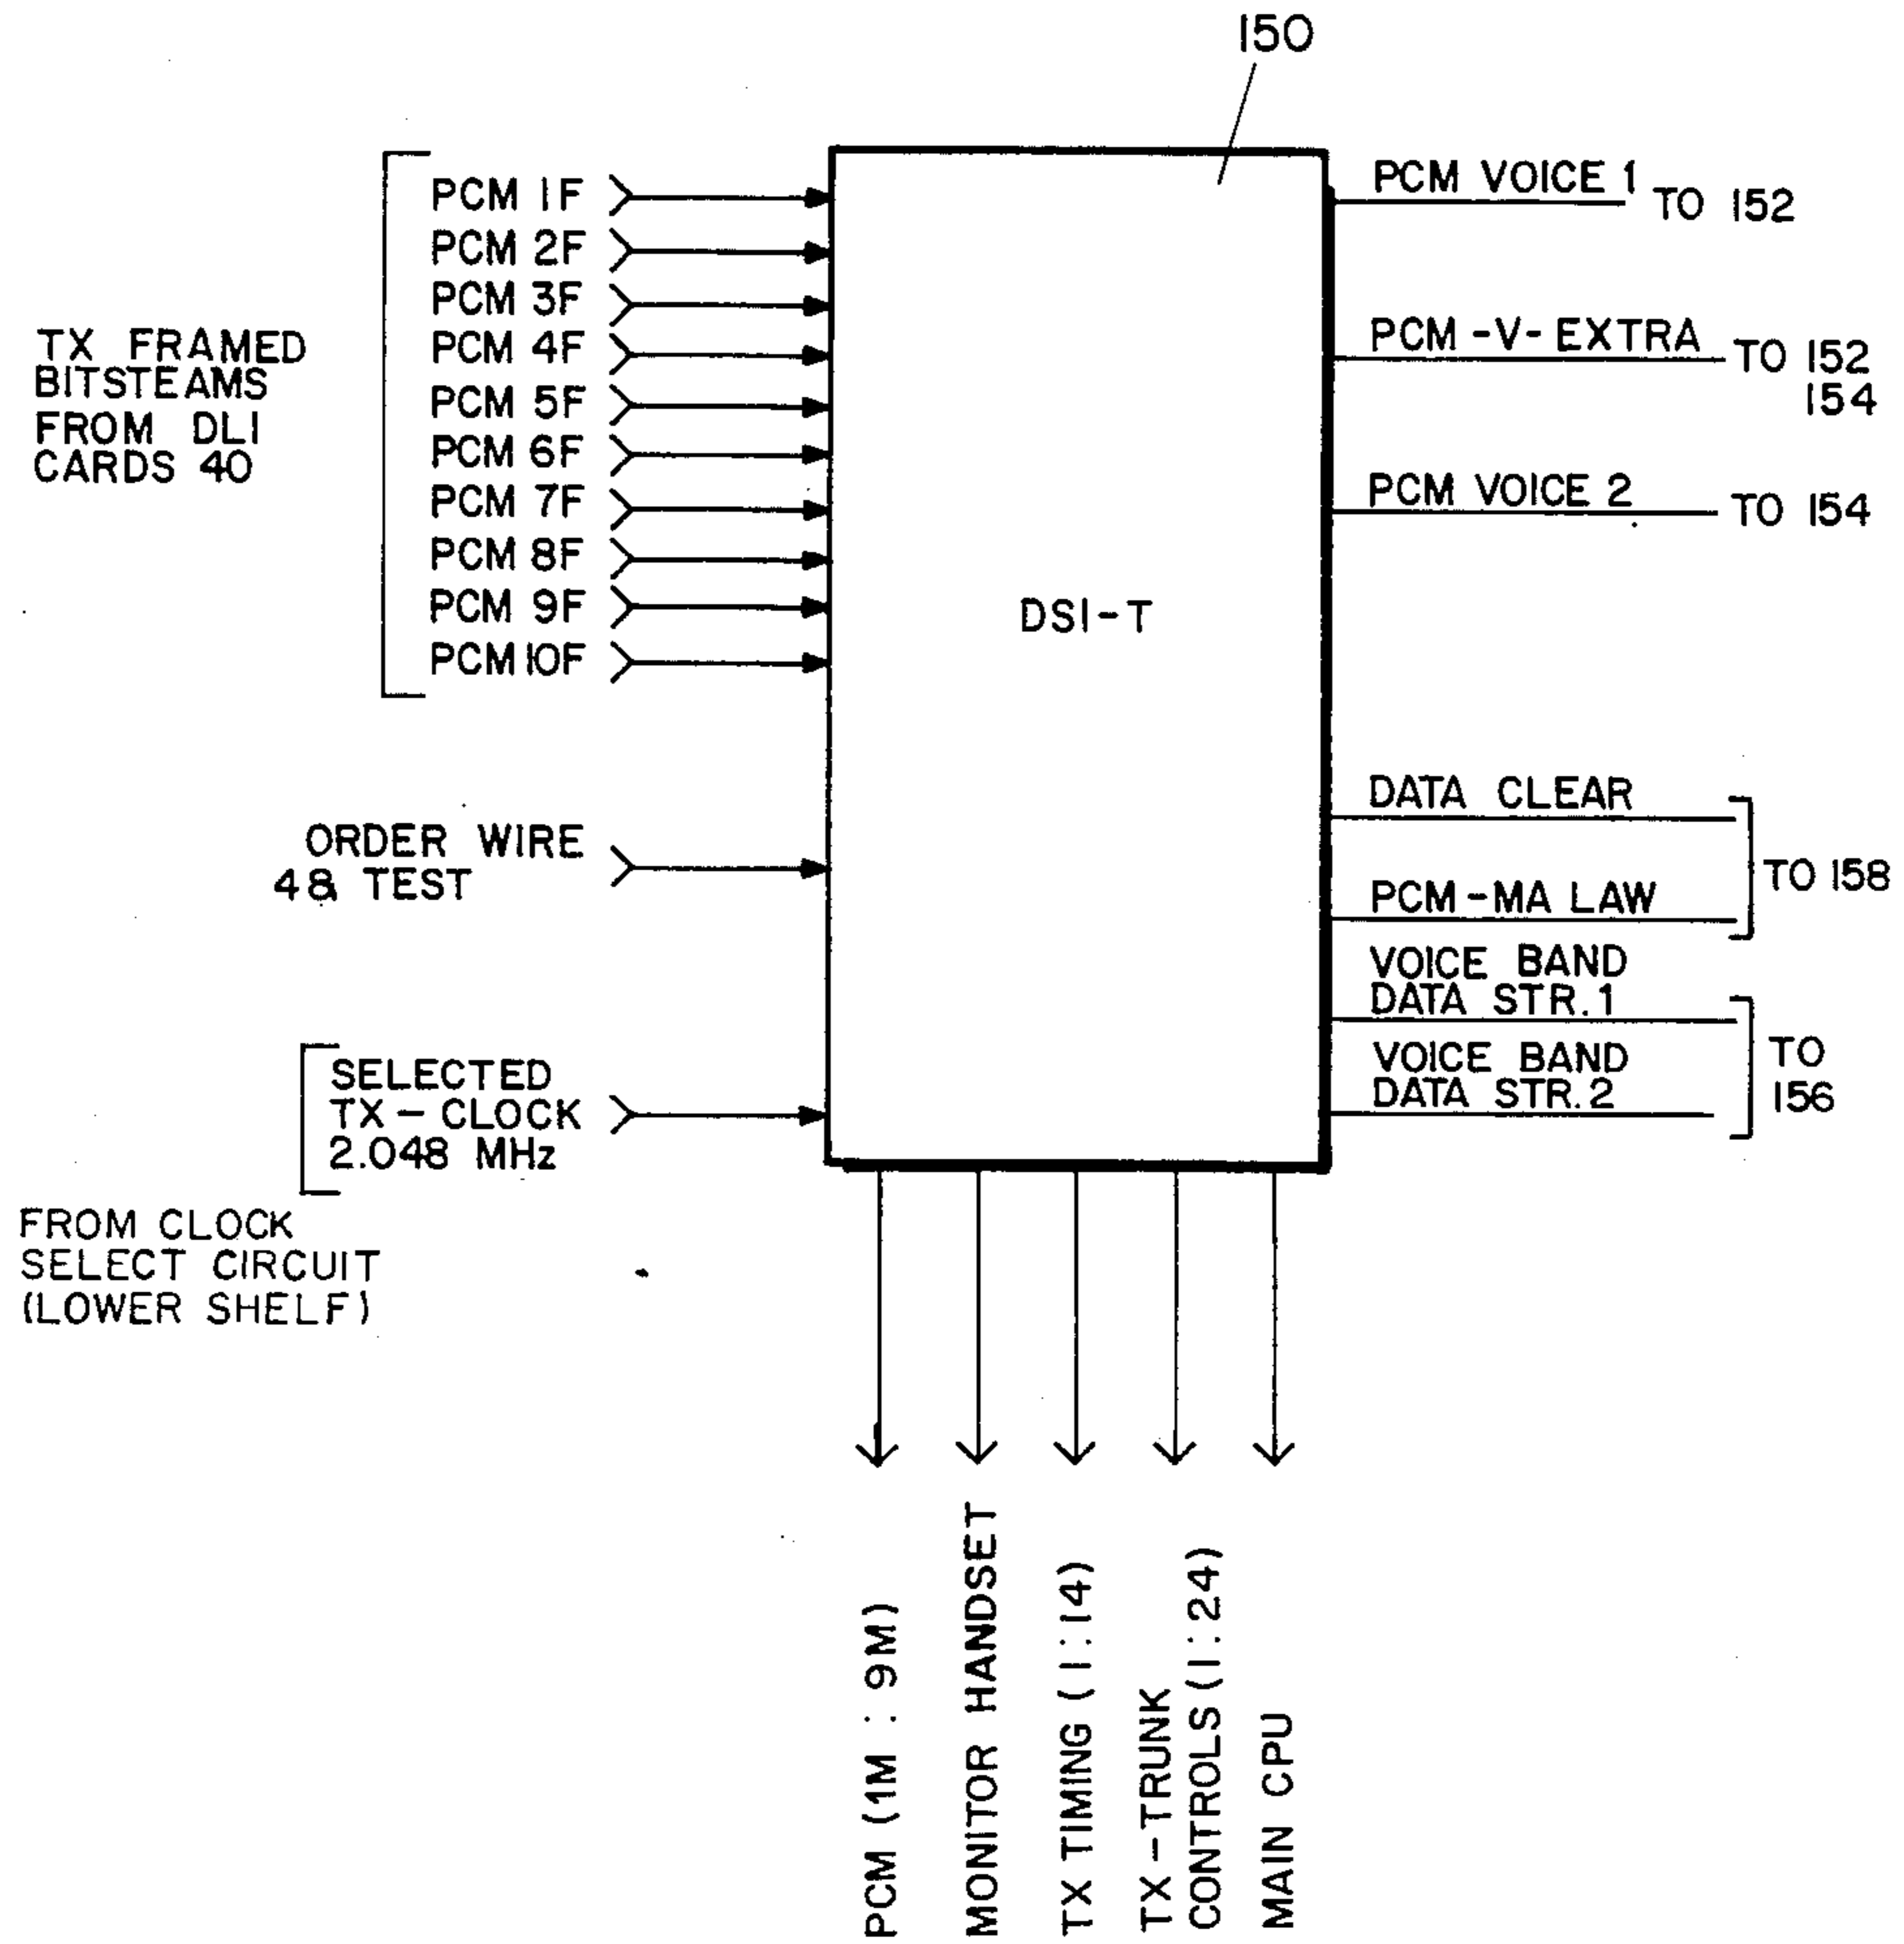 150
TX FRAMED
BITSTEAMS
FROM DLI
CARDS 40
PCM 1F
PCM 2F
PCM 3F
PCM 4F
PCM 5F
PCM 6F
PCM 7F
PCM 8F
PCM 9F
PCM 10F
ORDER WIRE
48 TEST
SELECTED
TX-CLOCK
2.048 MHz
FROM CLOCK
SELECT CIRCUIT
(LOWER SHELF)
DSI-T
PCM VOICE 1
TO 152
PCM-V-EXTRA
TO 152
154
PCM VOICE 2
TO 154
DATA CLEAR
PCM-MA LAW
TO 158
VOICE BAND
DATA STR.1
VOICE BAND
DATA STR.2
TO
156
PCM (1M : 9M)
MONITOR HANDSET
TX TIMING (1:14)
TX-TRUNK
CONTROLS (1:24)
MAIN CPU